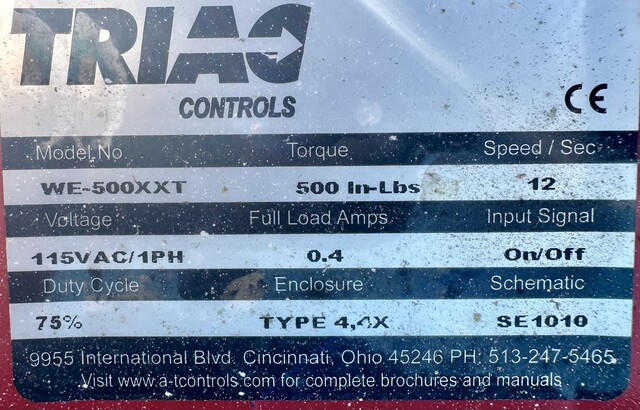 TRIAC
CONTROLS
CE
Model No Torque Speed / Sec
WE-500XXT 500 In-Lbs 12
Voltage Full Load Amps Input Signal
115VAC/1PH 0.4 On/Off
Duty Cycle Enclosure Schematic
75% TYPE 4,4X SE1010
9955 International Blvd. Cincinnati, Ohio 45246 PH: 513-247-5465
Visit www.a-tcontrols.com for complete brochures and manuals